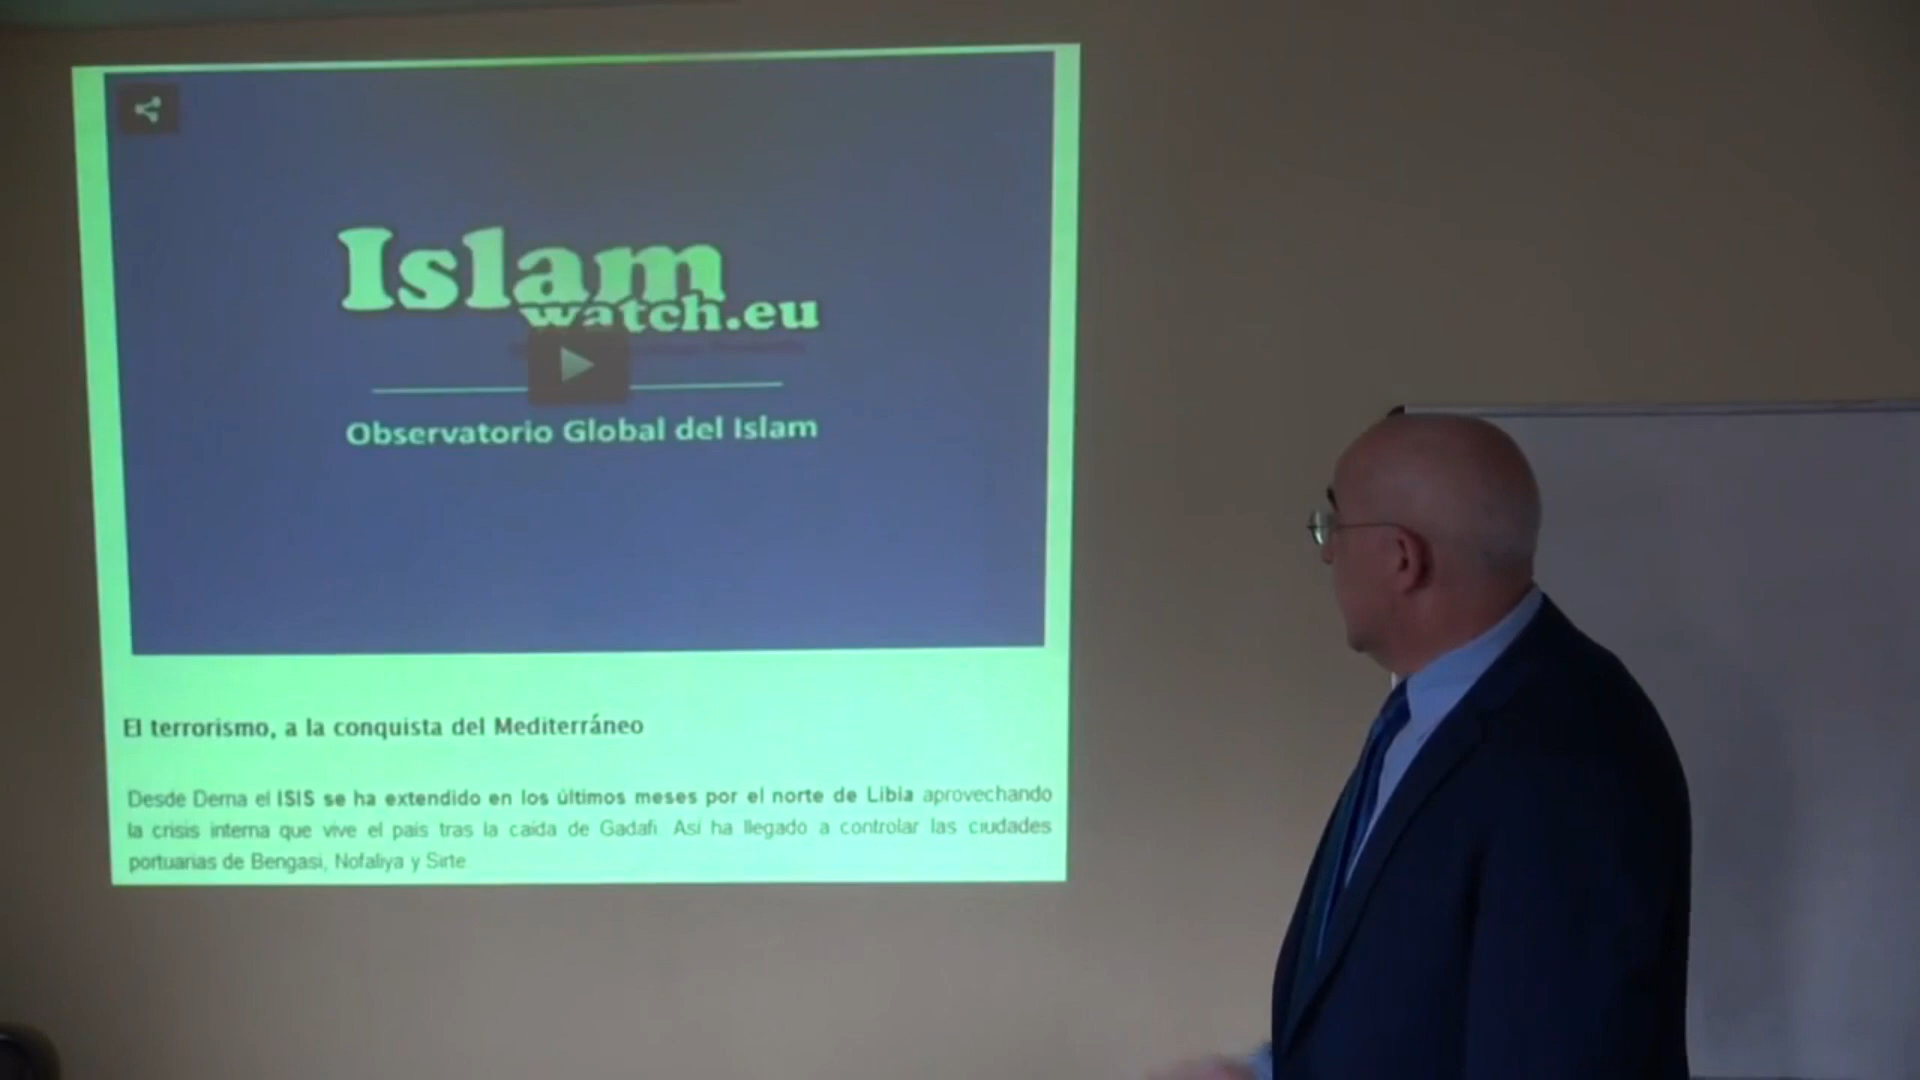 Islam
watch.eu
Observatorio Global del Islam
El terrorismo, a la conquista del Mediterráneo
Desde Derna el ISIS se ha extendido en los últimos meses por el norte de Libia aprovechando
la crisis interna que vive el país tras la caída de Gadafi. Así ha llegado a controlar las ciudades
portuarias de Bengasi, Nofaliya y Sirte